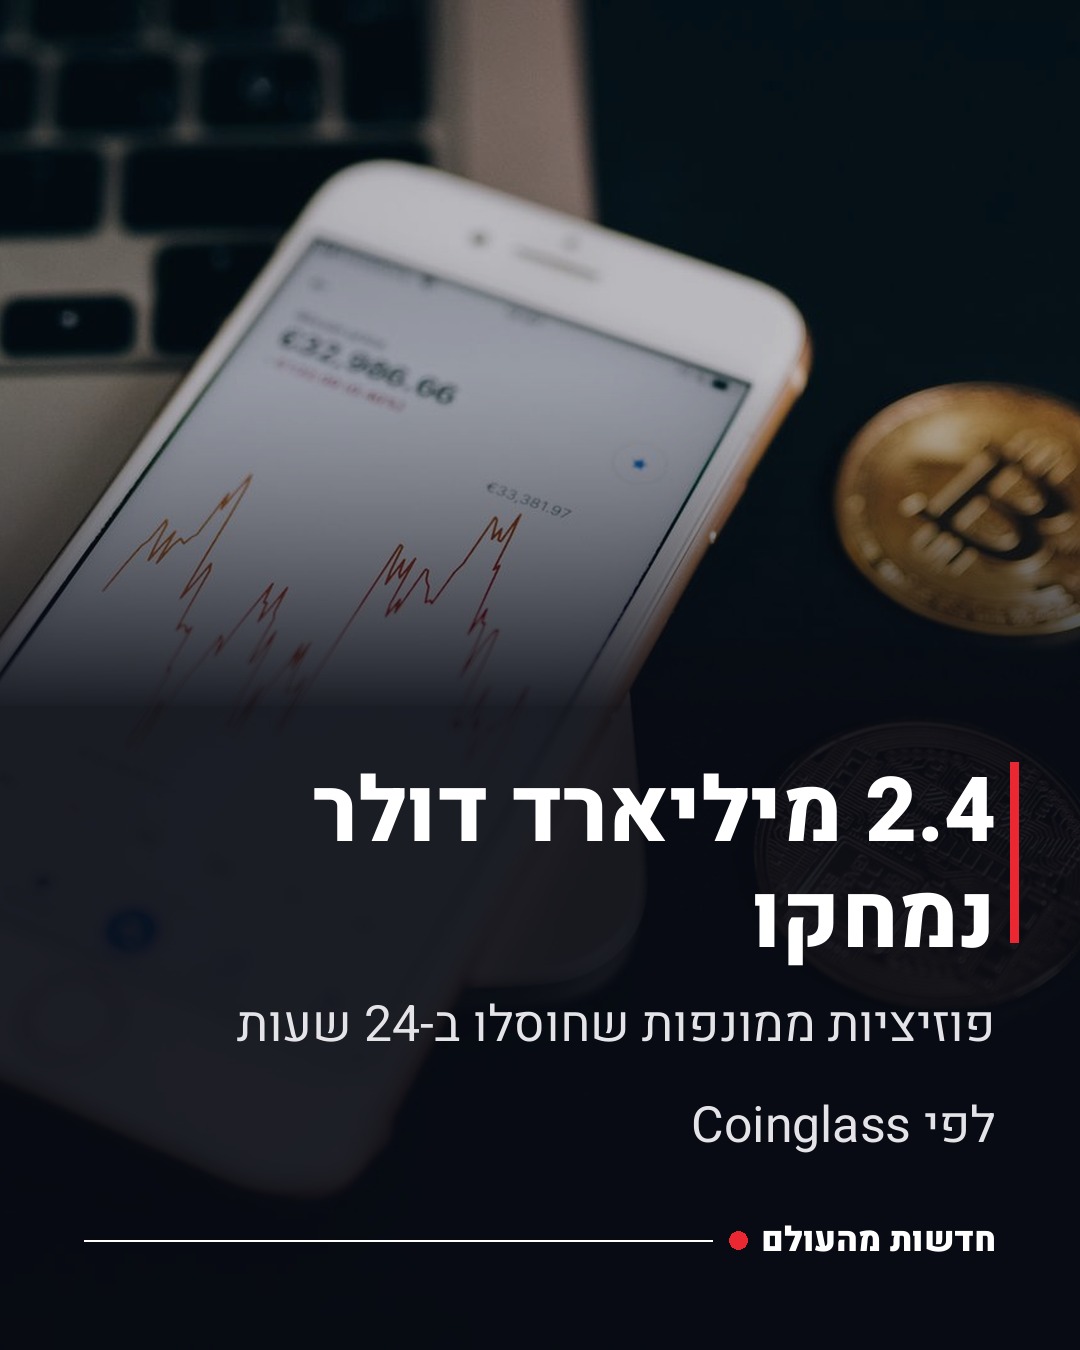 €32,986.66
€33,381.97
2.4 מיליארד דולר
נמחקו
פוזיציות ממונפות שחוסלו ב-24 שעות
לפי Coinglass
חדשות מהעולם